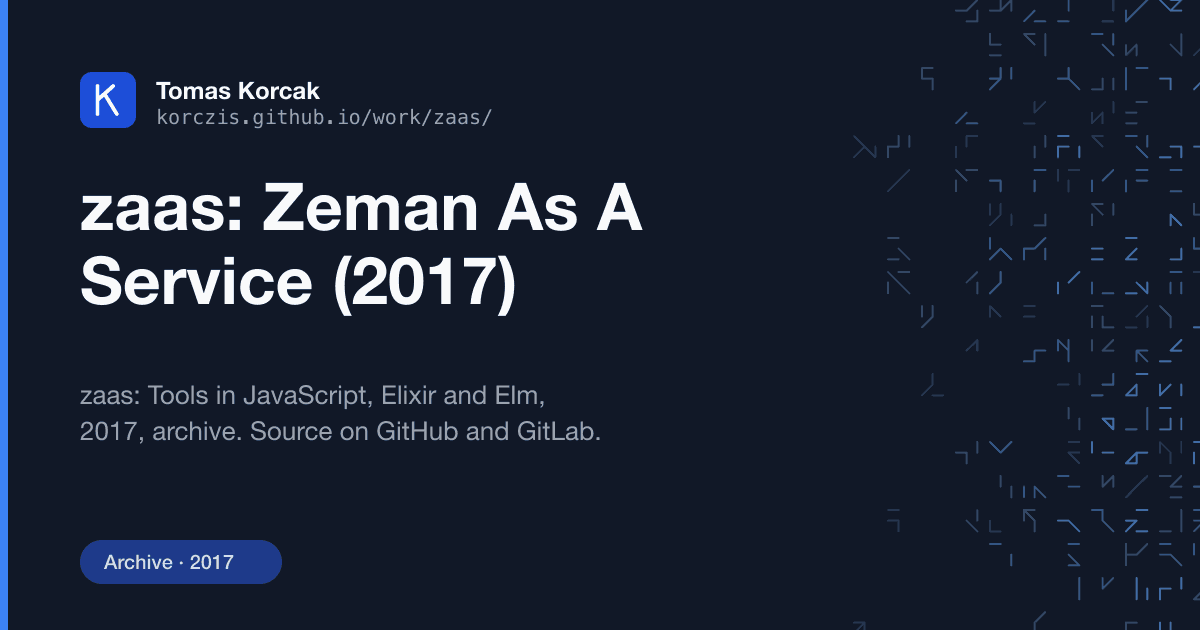 K
Tomas Korcak
korczis.github.io/work/zaas/
zaas: Zeman As A
Service (2017)
zaas: Tools in JavaScript, Elixir and Elm,
2017, archive. Source on GitHub and GitLab.
Archive · 2017